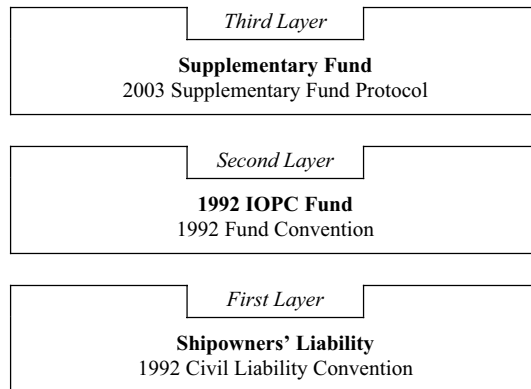 Third Layer
Supplementary Fund
2003 Supplementary Fund Protocol
Second Layer
1992 IOPC Fund
1992 Fund Convention
First Layer
Shipowners’ Liability
1992 Civil Liability Convention